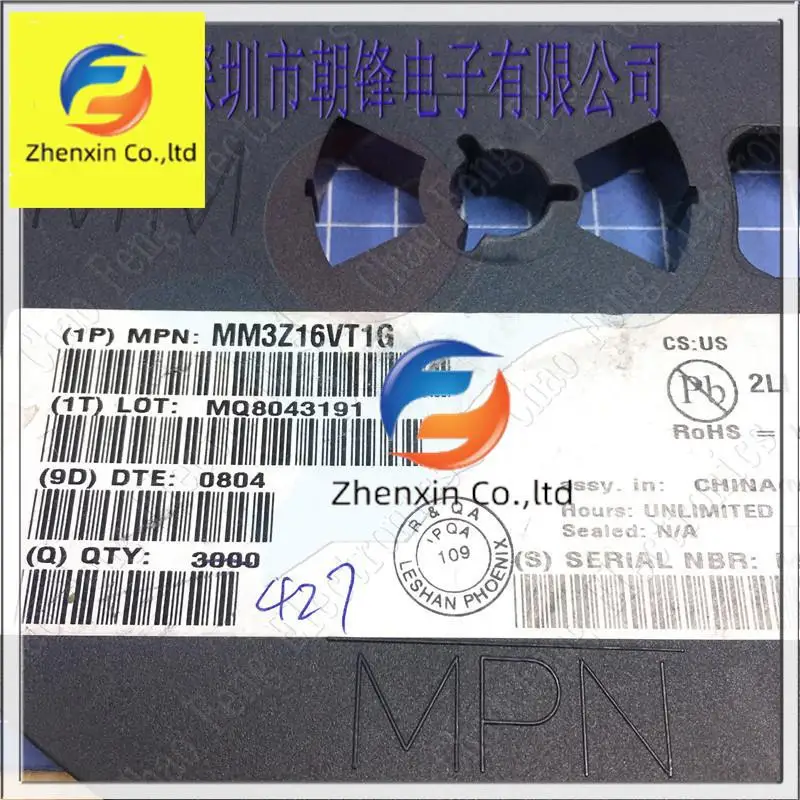 深圳市朝锋电子有限公司
Zhenxin Co.,ltd
(1P) MPN: MM3Z16VT1G
CS:US
Pb
2LI
(1T) LOT: MQ8043191
RoHS =
Zhenxin Co.,ltd
(9D) DTE: 0804
assy. in: CHINA
Hours: UNLIMITED
Sealed: N/A
R & QA
IPQA
109
LESHAN PHOENIX
(Q) QTY: 3000
(S) SERIAL NBR:
427
MPN